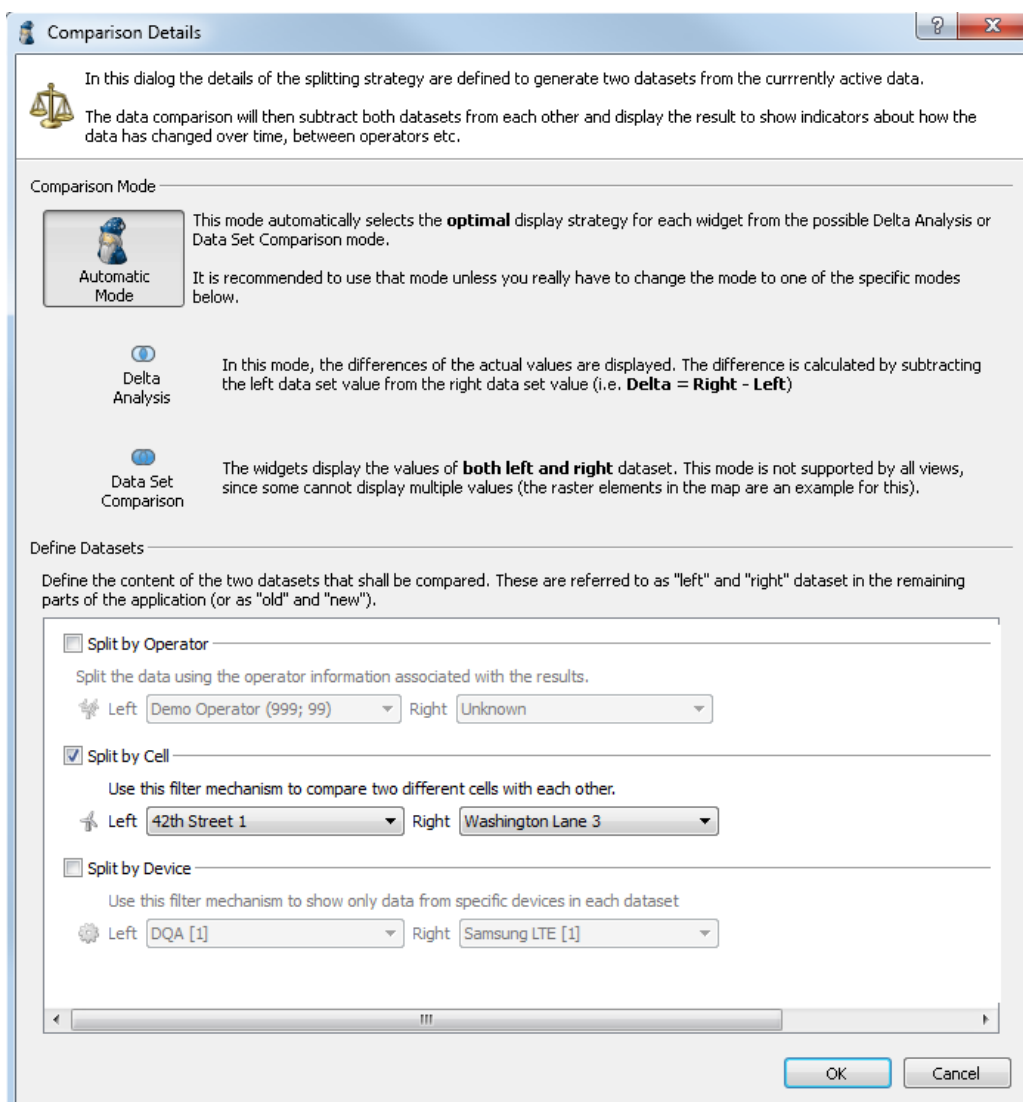 Comparison Details
?
In this dialog the details of the splitting strategy are defined to generate two datasets from the currrently active data.
The data comparison will then subtract both datasets from each other and display the result to show indicators about how the
data has changed over time, between operators etc.
Comparison Mode
This mode automatically selects the optimal display strategy for each widget from the possible Delta Analysis or
Data Set Comparison mode.
It is recommended to use that mode unless you really have to change the mode to one of the specific modes
below.
Automatic
Mode
In this mode, the differences of the actual values are displayed. The difference is calculated by subtracting
the left data set value from the right data set value (i.e. Delta = Right - Left)
Delta
Analysis
The widgets display the values of both left and right dataset. This mode is not supported by all views,
since some cannot display multiple values (the raster elements in the map are an example for this).
Data Set
Comparison
Define Datasets
Define the content of the two datasets that shall be compared. These are referred to as "left" and "right" dataset in the remaining
parts of the application (or as "old" and "new").
Split by Operator
Split the data using the operator information associated with the results.
Left Demo Operator (999; 99) Right Unknown
Split by Cell
Use this filter mechanism to compare two different cells with each other.
Left 42th Street 1 Right Washington Lane 3
Split by Device
Use this filter mechanism to show only data from specific devices in each dataset
Left DQA [1] Right Samsung LTE [1]
OK Cancel